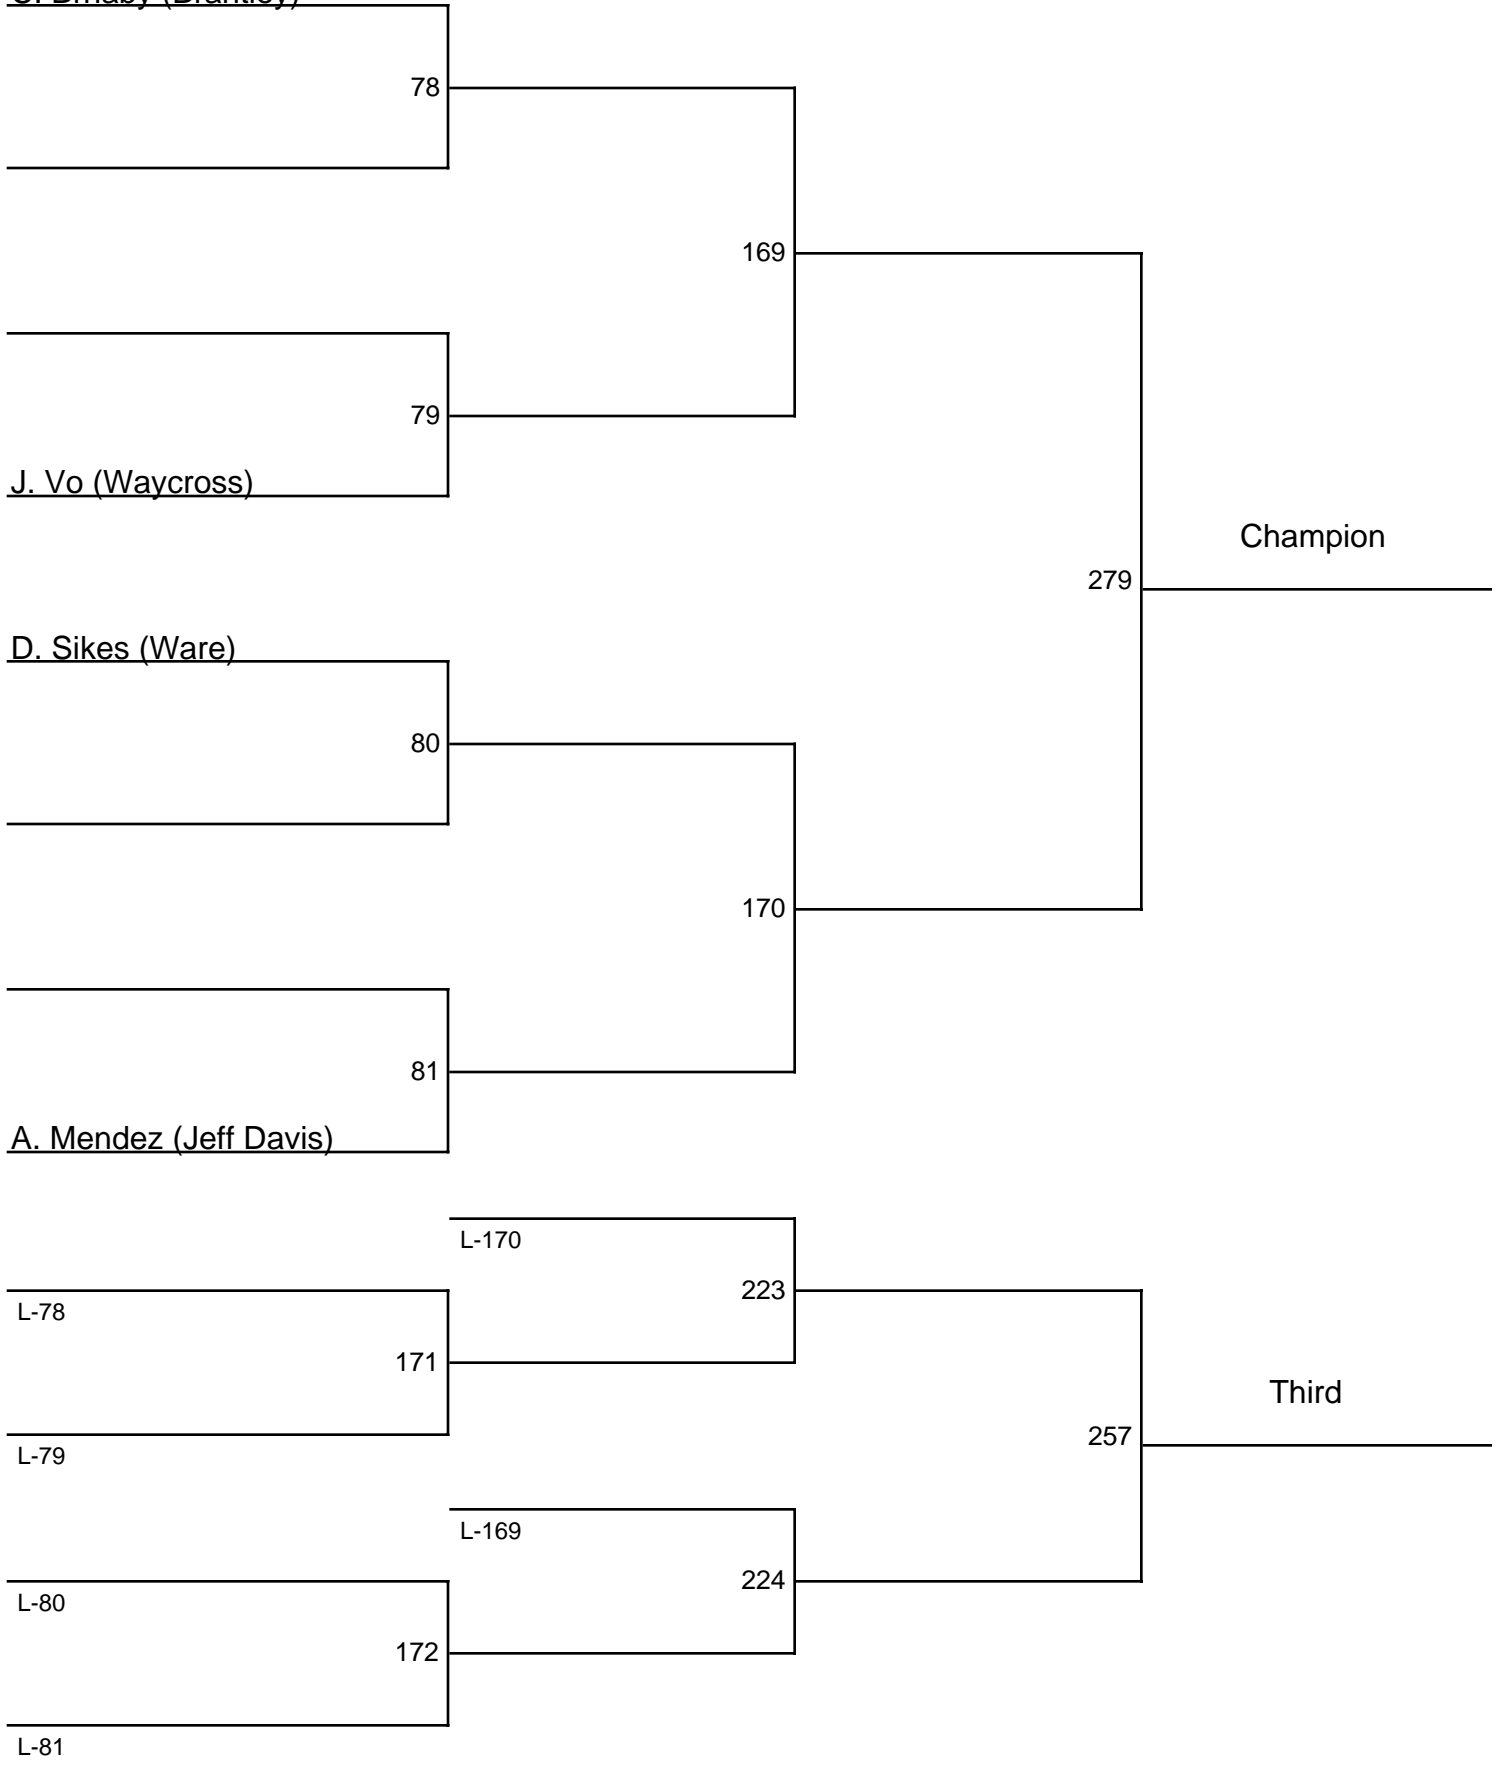 78
169
79
J. Vo (Waycross)
Champion
279
D. Sikes (Ware)
80
170
81
A. Mendez (Jeff Davis)
L-170
223
L-78
171
Third
257
L-79
L-169
224
L-80
172
L-81